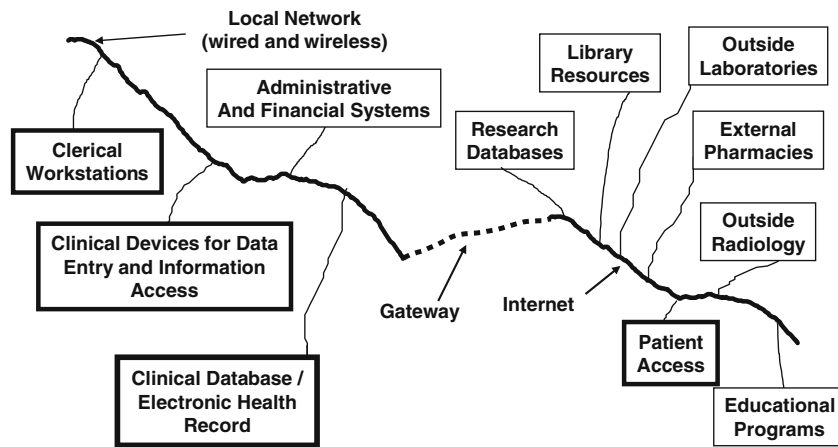 Local Network
(wired and wireless)
Administrative
And Financial Systems
Clerical
Workstations
Clinical Devices for Data
Entry and Information
Access
Clinical Database /
Electronic Health
Record
Gateway
Research
Databases
Library
Resources
Outside
Laboratories
External
Pharmacies
Outside
Radiology
Internet
Patient
Access
Educational
Programs